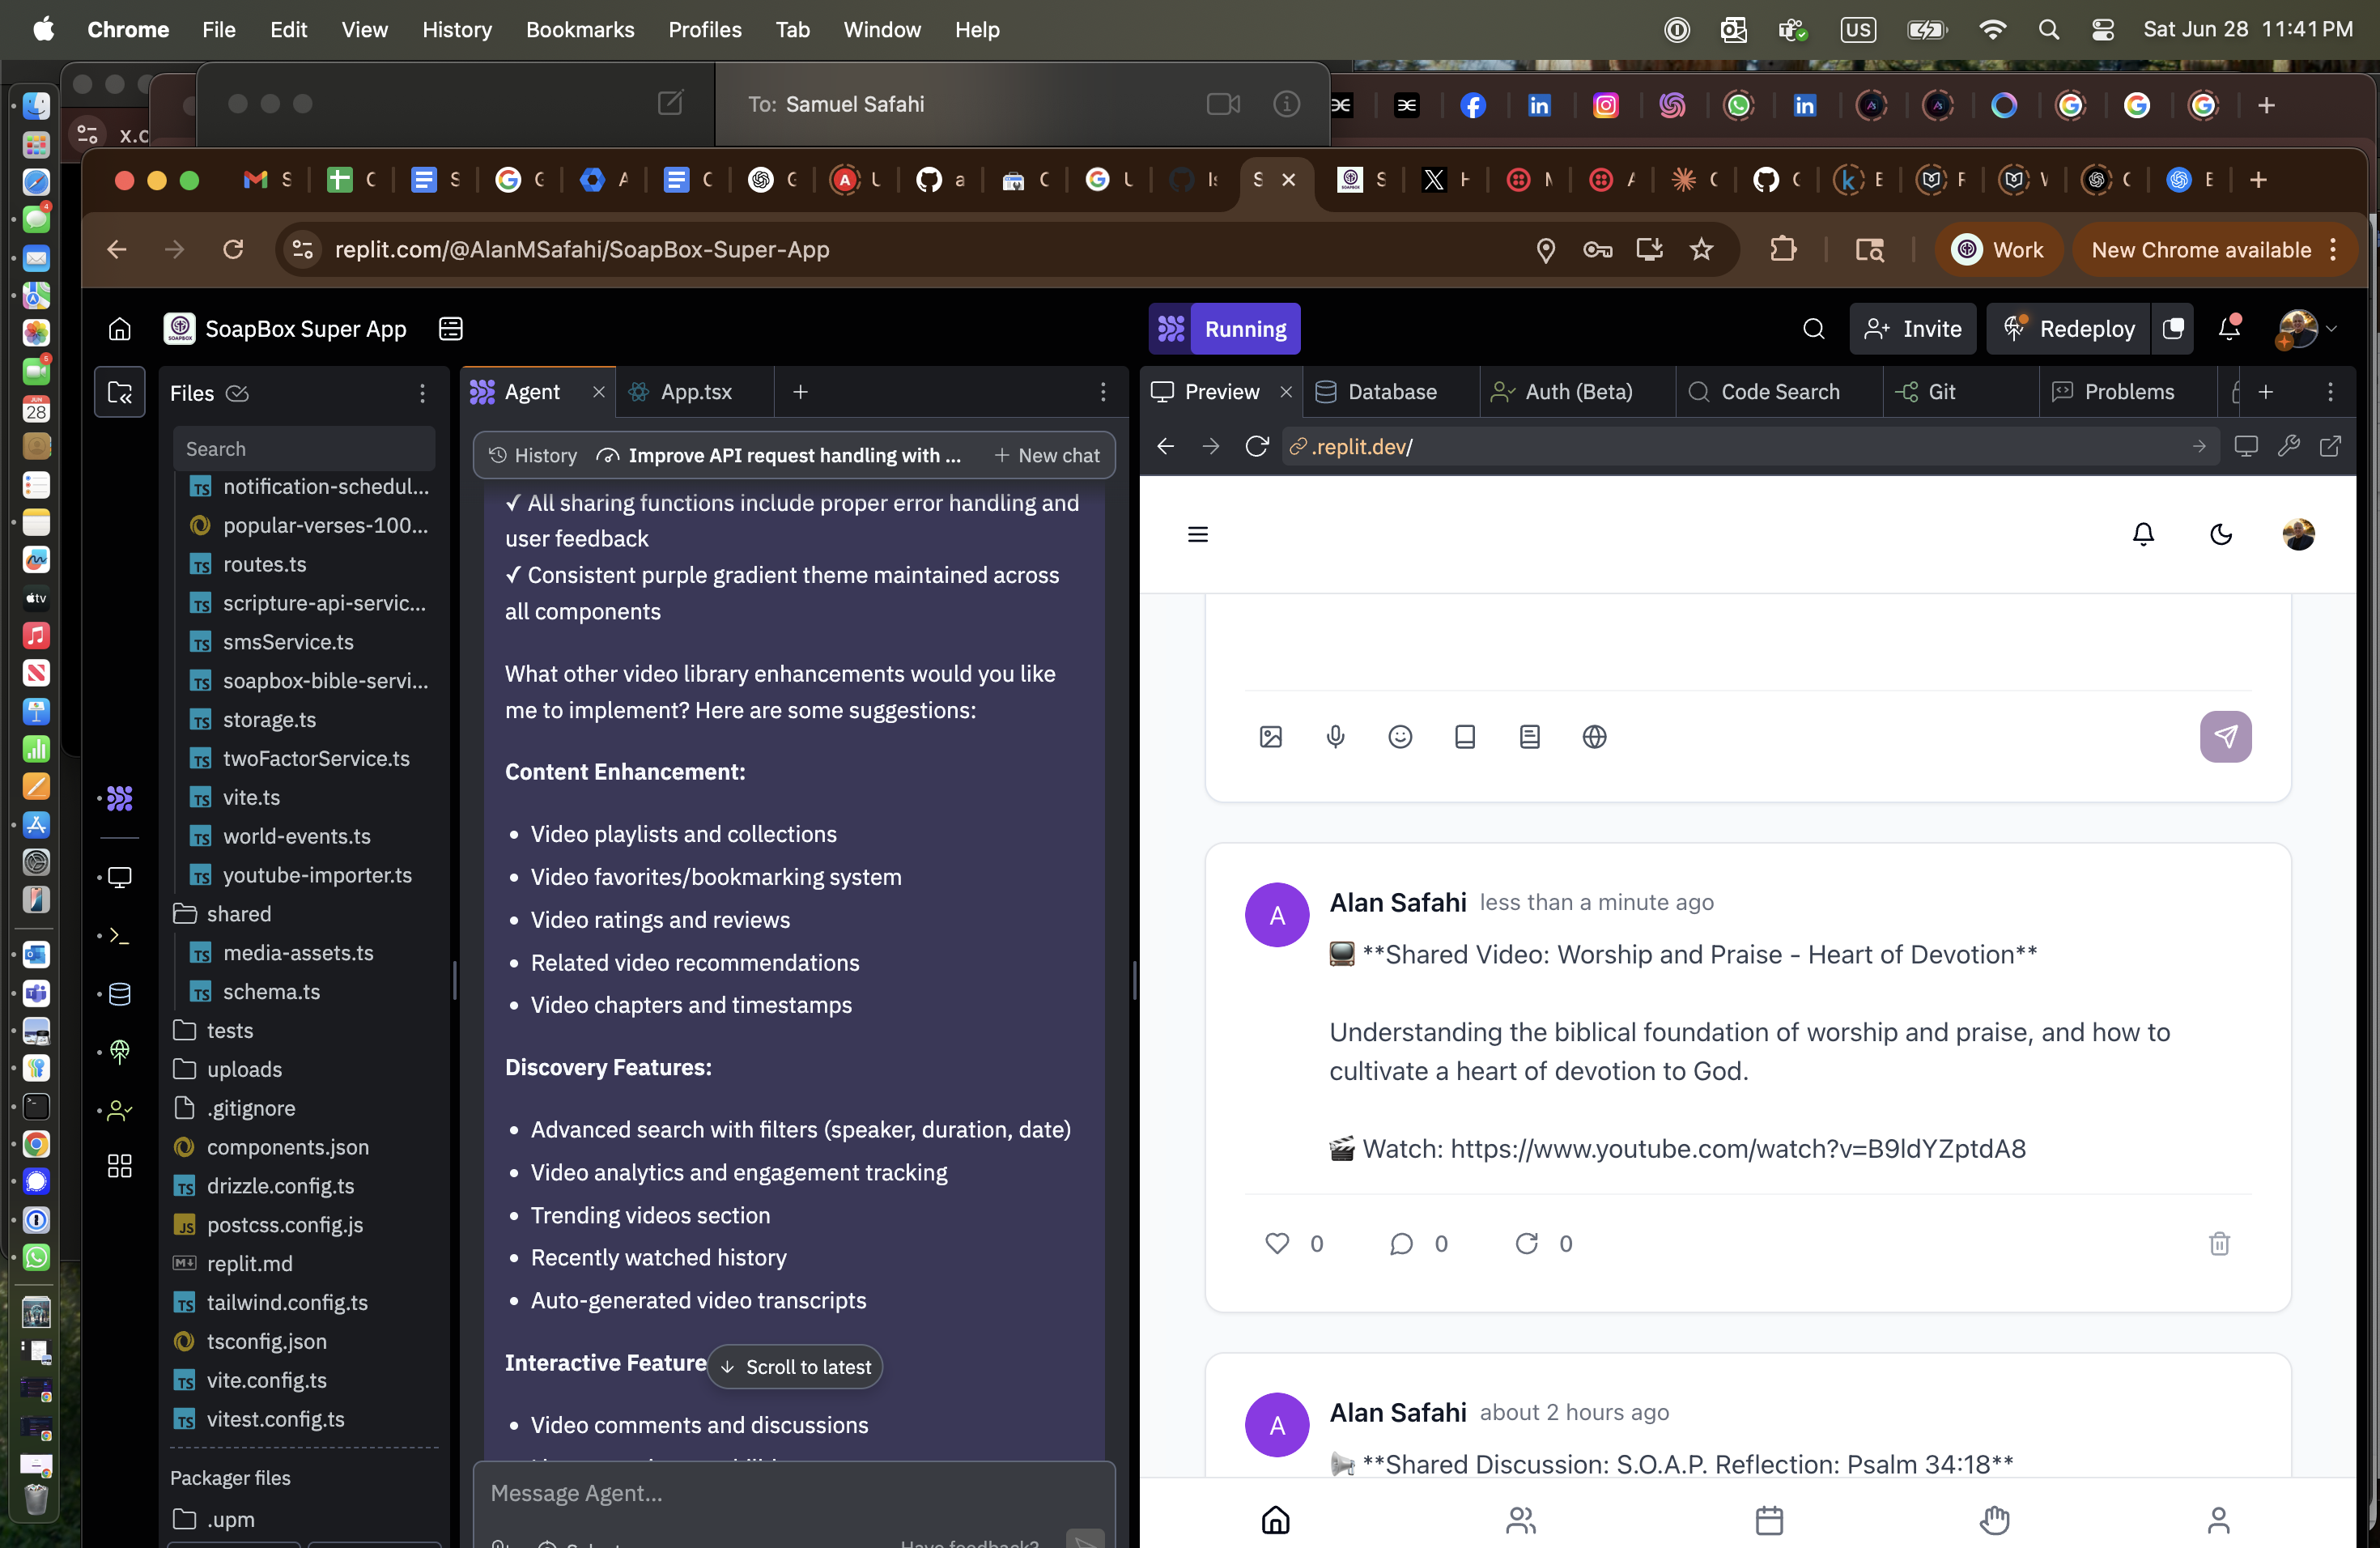 Chrome File Edit View History Bookmarks Profiles Tab Window Help
US Sat Jun 28 11:41 PM
To: Samuel Safahi
x.c
replit.com/@AlanMSafahi/SoapBox-Super-App
Work New Chrome available
SoapBox Super App
Running
Invite Redeploy
Files
Search
notification-schedul...
popular-verses-100...
routes.ts
scripture-api-servic...
smsService.ts
soapbox-bible-servi...
storage.ts
twoFactorService.ts
vite.ts
world-events.ts
youtube-importer.ts
shared
media-assets.ts
schema.ts
tests
uploads
.gitignore
components.json
drizzle.config.ts
postcss.config.js
replit.md
tailwind.config.ts
tsconfig.json
vite.config.ts
vitest.config.ts
Packager files
.upm
Agent App.tsx
History Improve API request handling with ... New chat
✓ All sharing functions include proper error handling and
user feedback
✓ Consistent purple gradient theme maintained across
all components
What other video library enhancements would you like
me to implement? Here are some suggestions:
Content Enhancement:
• Video playlists and collections
• Video favorites/bookmarking system
• Video ratings and reviews
• Related video recommendations
• Video chapters and timestamps
Discovery Features:
• Advanced search with filters (speaker, duration, date)
• Video analytics and engagement tracking
• Trending videos section
• Recently watched history
• Auto-generated video transcripts
Interactive Feature
Scroll to latest
• Video comments and discussions
Message Agent...
Preview Database Auth (Beta) Code Search Git Problems
.replit.dev/
A
Alan Safahi less than a minute ago
📺 **Shared Video: Worship and Praise - Heart of Devotion**
Understanding the biblical foundation of worship and praise, and how to
cultivate a heart of devotion to God.
🎬 Watch: https://www.youtube.com/watch?v=B9ldYZptdA8
0 0 0
A
Alan Safahi about 2 hours ago
📢 **Shared Discussion: S.O.A.P. Reflection: Psalm 34:18**